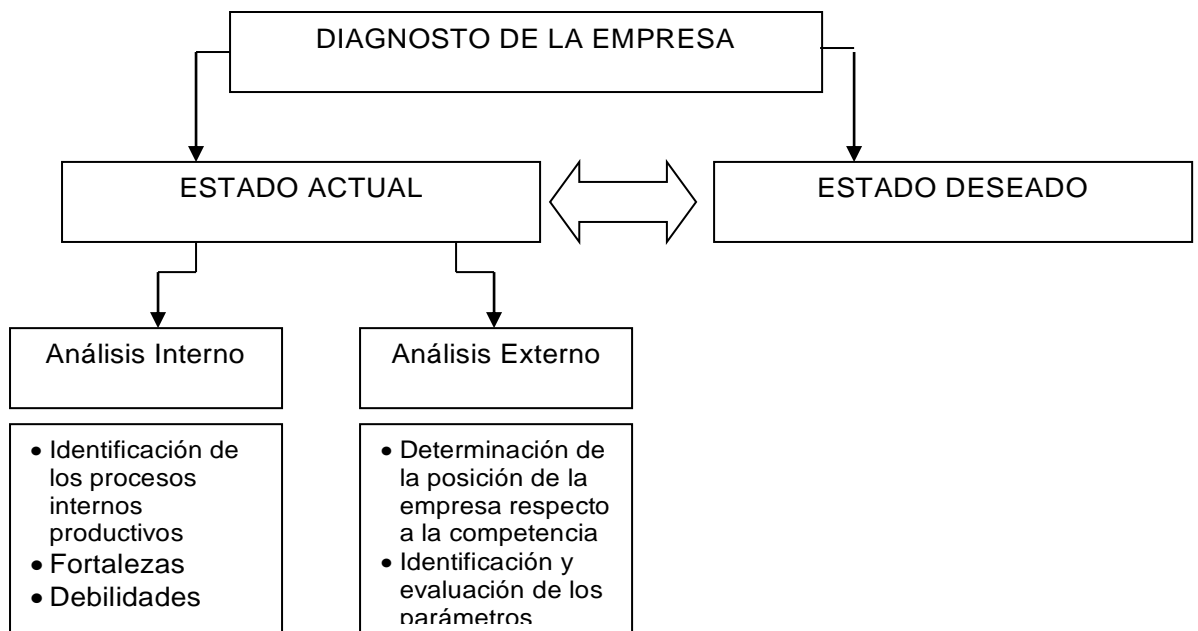 DIAGNOSTO DE LA EMPRESA
ESTADO ACTUAL
ESTADO DESEADO
Análisis Interno
Análisis Externo
• Identificación de
los procesos
internos
productivos
• Fortalezas
• Debilidades
• Determinación de
la posición de la
empresa respecto
a la competencia
• Identificación y
evaluación de los
parámetros